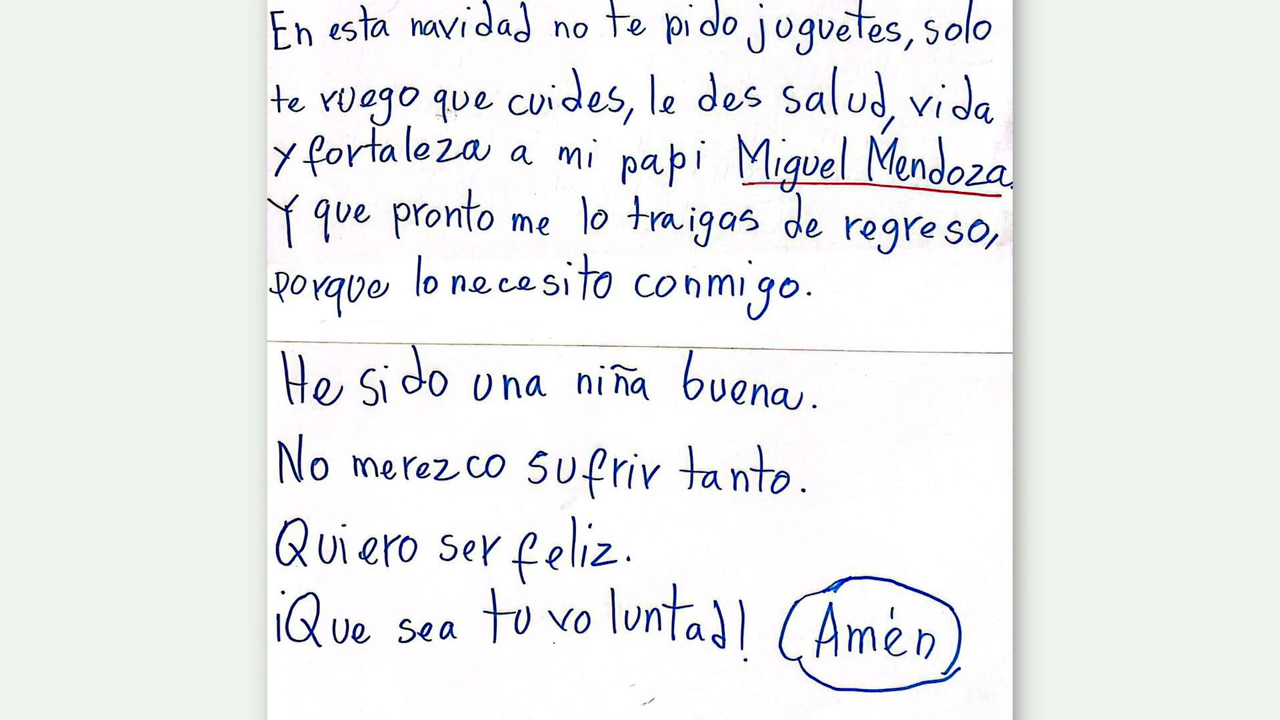 En esta navidad no te pido juguetes, solo
te ruego que cuides, le des salud, vida
y fortaleza a mi papi Miguel Mendoza.
Y que pronto me lo traigas de regreso,
porque lo necesito conmigo.
He sido una niña buena.
No merezco sufrir tanto.
Quiero ser feliz.
¡Que sea tu voluntad! Amén